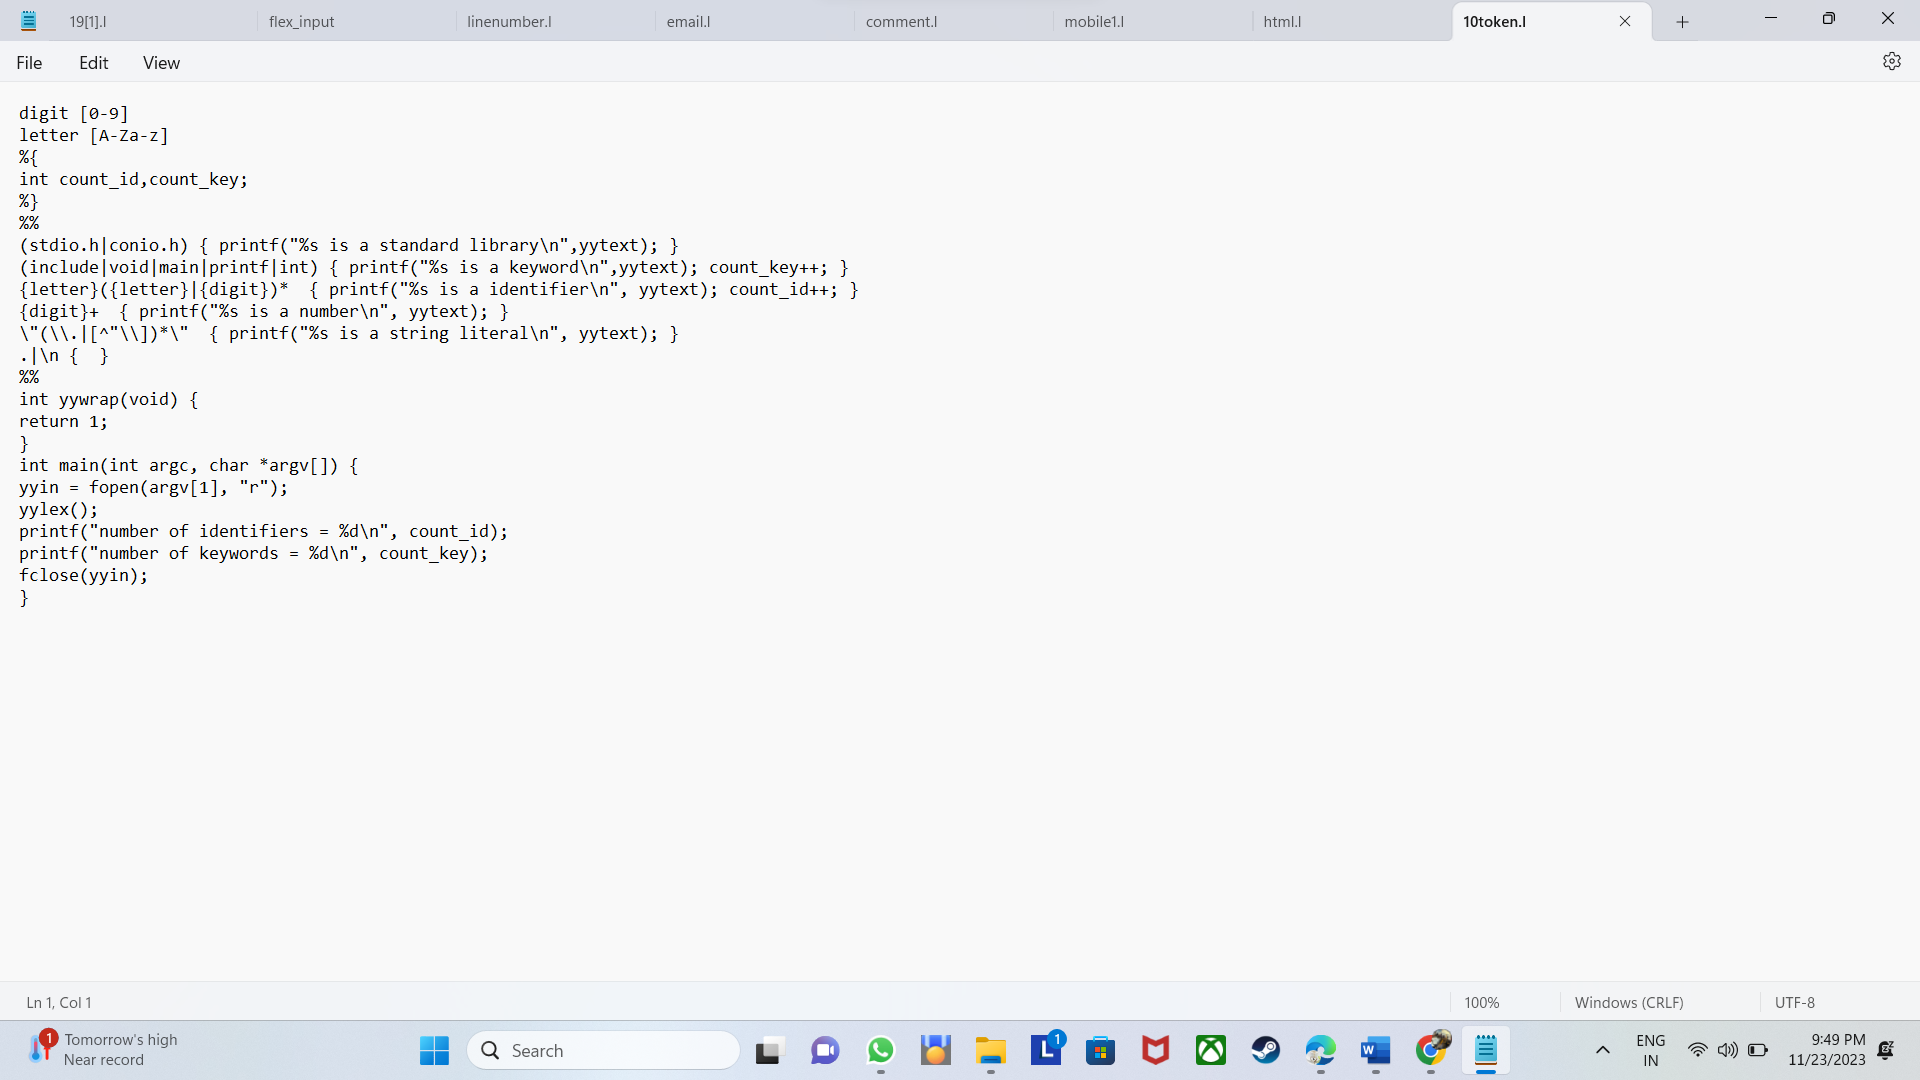 19[1].l
flex_input
linenumber.l
email.l
comment.l
mobile1.l
html.l
10token.l
File Edit View
digit [0-9]
letter [A-Za-z]
%{
int count_id,count_key;
%}
%%
(stdio.h|conio.h) { printf("%s is a standard library\n",yytext); }
(include|void|main|printf|int) { printf("%s is a keyword\n",yytext); count_key++; }
{letter}({letter}|{digit})*  { printf("%s is a identifier\n", yytext); count_id++; }
{digit}+  { printf("%s is a number\n", yytext); }
\"(\\.|[^"\\])*\"  { printf("%s is a string literal\n", yytext); }
.|\n {  }
%%
int yywrap(void) {
return 1;
}
int main(int argc, char *argv[]) {
yyin = fopen(argv[1], "r");
yylex();
printf("number of identifiers = %d\n", count_id);
printf("number of keywords = %d\n", count_key);
fclose(yyin);
}
Ln 1, Col 1
100%
Windows (CRLF)
UTF-8
1
Tomorrow's high
Near record
Search
L
1
W
ENG
IN
9:49 PM
11/23/2023